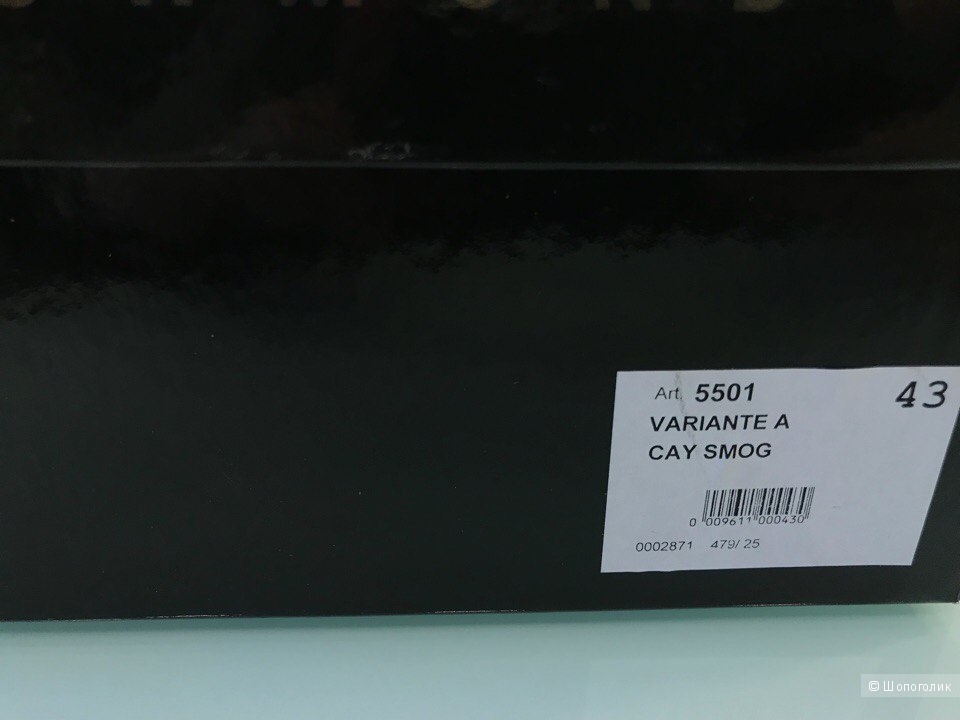 Art. 5501
43
VARIANTE A
CAY SMOG
0 009611 000430
0002871 479/ 25
© Шопоголик